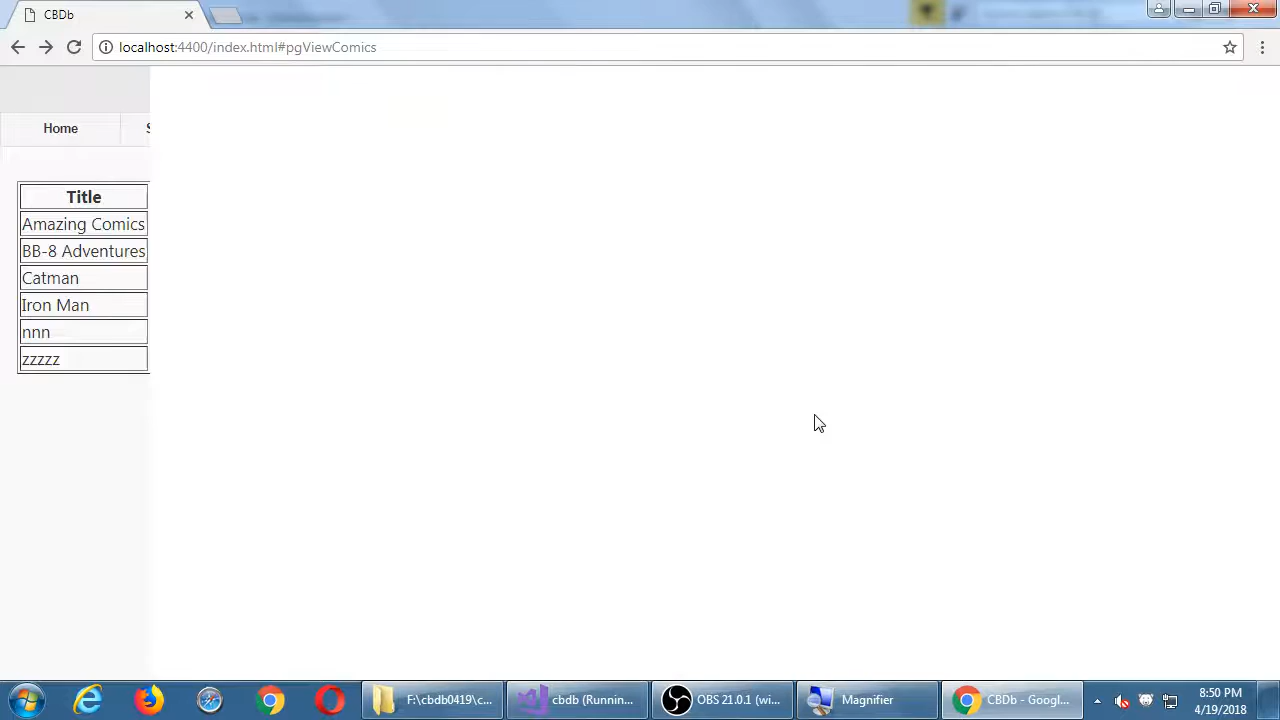 CBDb
localhost:4400/index.html#pgViewComics
Home
Title
Amazing Comics
BB-8 Adventures
Catman
Iron Man
nnn
zzzzz
F:\cbdb0419\c...
cbdb (Runnin...
OBS 21.0.1 (wi...
Magnifier
CBDb - Googl...
8:50 PM
4/19/2018